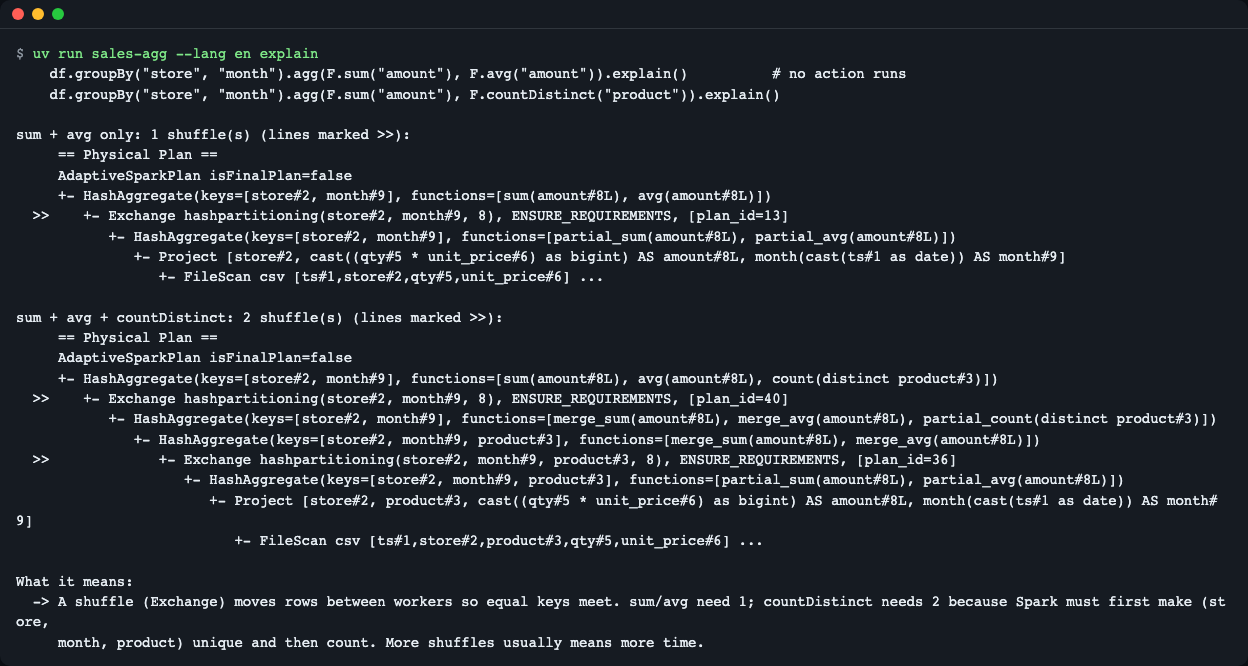 $ uv run sales-agg --lang en explain
    df.groupBy("store", "month").agg(F.sum("amount"), F.avg("amount")).explain()          # no action runs
    df.groupBy("store", "month").agg(F.sum("amount"), F.countDistinct("product")).explain()

sum + avg only: 1 shuffle(s) (lines marked >>):
     == Physical Plan ==
     AdaptiveSparkPlan isFinalPlan=false
     +- HashAggregate(keys=[store#2, month#9], functions=[sum(amount#8L), avg(amount#8L)])
  >>    +- Exchange hashpartitioning(store#2, month#9, 8), ENSURE_REQUIREMENTS, [plan_id=13]
           +- HashAggregate(keys=[store#2, month#9], functions=[partial_sum(amount#8L), partial_avg(amount#8L)])
              +- Project [store#2, cast((qty#5 * unit_price#6) as bigint) AS amount#8L, month(cast(ts#1 as date)) AS month#9]
                 +- FileScan csv [ts#1,store#2,qty#5,unit_price#6] ...

sum + avg + countDistinct: 2 shuffle(s) (lines marked >>):
     == Physical Plan ==
     AdaptiveSparkPlan isFinalPlan=false
     +- HashAggregate(keys=[store#2, month#9], functions=[sum(amount#8L), avg(amount#8L), count(distinct product#3)])
  >>    +- Exchange hashpartitioning(store#2, month#9, 8), ENSURE_REQUIREMENTS, [plan_id=40]
           +- HashAggregate(keys=[store#2, month#9], functions=[merge_sum(amount#8L), merge_avg(amount#8L), partial_count(distinct product#3)])
              +- HashAggregate(keys=[store#2, month#9, product#3], functions=[merge_sum(amount#8L), merge_avg(amount#8L)])
  >>             +- Exchange hashpartitioning(store#2, month#9, product#3, 8), ENSURE_REQUIREMENTS, [plan_id=36]
                    +- HashAggregate(keys=[store#2, month#9, product#3], functions=[partial_sum(amount#8L), partial_avg(amount#8L)])
                       +- Project [store#2, product#3, cast((qty#5 * unit_price#6) as bigint) AS amount#8L, month(cast(ts#1 as date)) AS month#
9]
                          +- FileScan csv [ts#1,store#2,product#3,qty#5,unit_price#6] ...

What it means:
  -> A shuffle (Exchange) moves rows between workers so equal keys meet. sum/avg need 1; countDistinct needs 2 because Spark must first make (st
ore,
     month, product) unique and then count. More shuffles usually means more time.